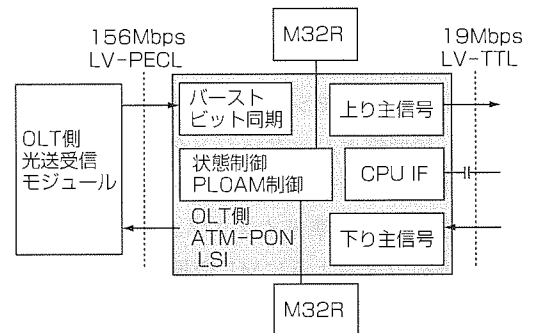 M32R
156Mbps
LV-PECL
19Mbps
LV-TTL
OLT側
光送受信
モジュール
バースト
ビット同期
上り主信号
状態制御
PLOAM制御
CPU IF
OLT側
ATM-PON
LSI
下り主信号
M32R